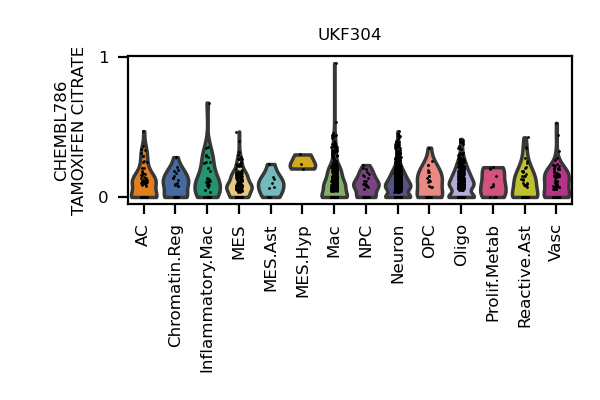 UKF304
CHEMBL786
TAMOXIFEN CITRATE
1
0
AC
Chromatin.Reg
Inflammatory.Mac
MES
MES.Ast
MES.Hyp
Mac
NPC
Neuron
OPC
Oligo
Prolif.Metab
Reactive.Ast
Vasc